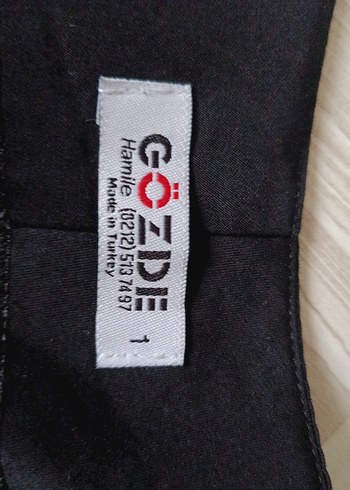 GÖZDE
Hamile (0212) 513 74 97
Made in Turkey
1